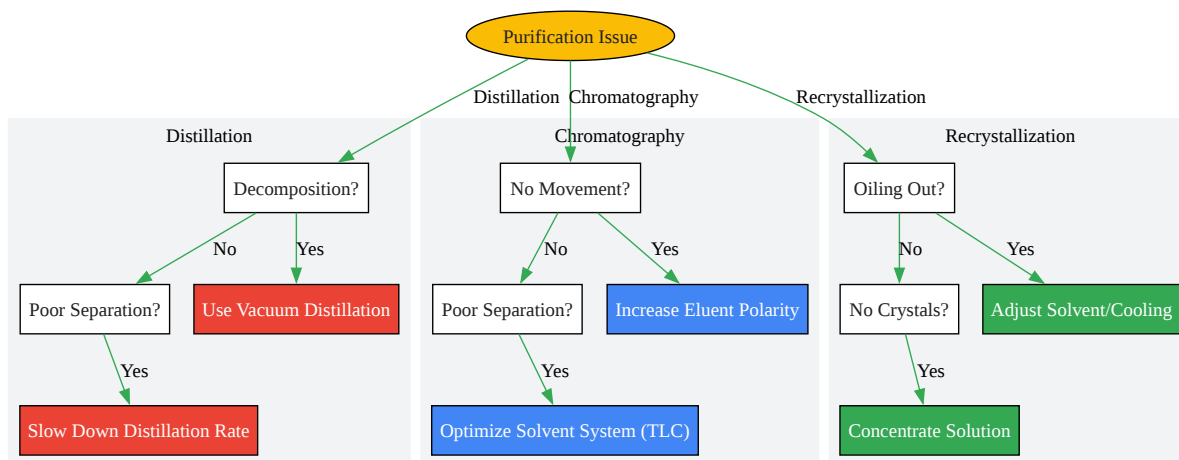 Purification Issue
Distillation
Chromatography
Recrystallization
Distillation
Chromatography
Recrystallization
Decomposition?
No Movement?
Oiling Out?
No
Yes
No
Yes
No
Yes
Poor Separation?
Use Vacuum Distillation
Poor Separation?
Increase Eluent Polarity
No Crystals?
Adjust Solvent/Cooling
Yes
Yes
Yes
Slow Down Distillation Rate
Optimize Solvent System (TLC)
Concentrate Solution